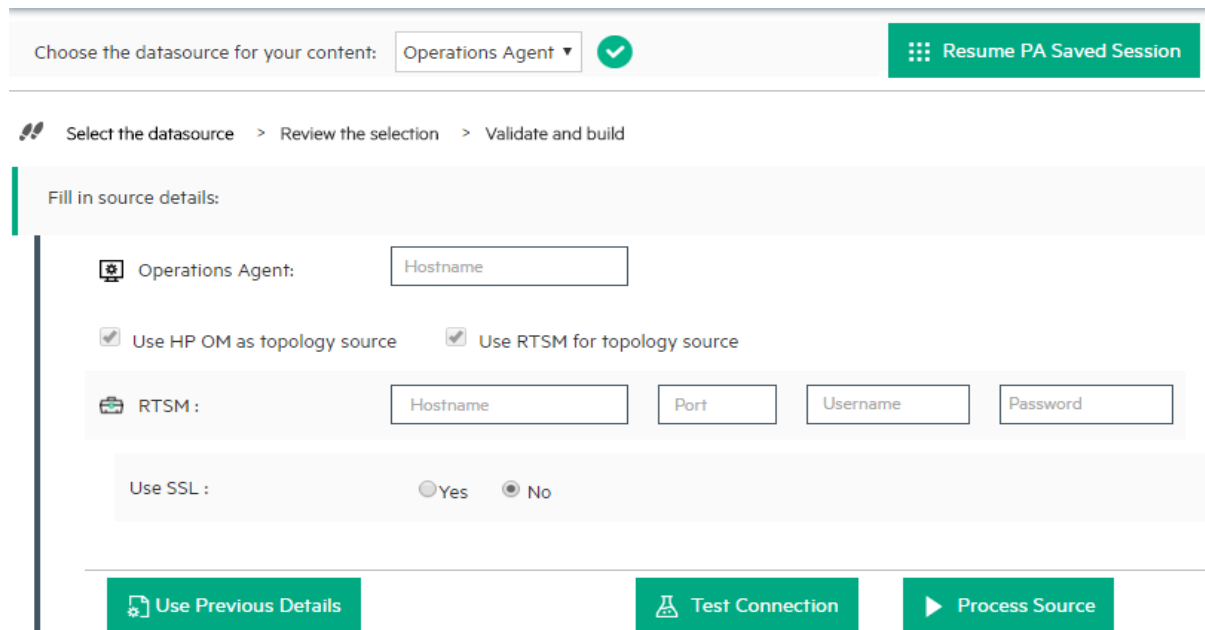 Choose the datasource for your content: Operations Agent Resume PA Saved Session
Select the datasource > Review the selection > Validate and build
Fill in source details:
Operations Agent: Hostname
Use HP OM as topology source Use RTSM for topology source
RTSM : Hostname Port Username Password
Use SSL : Yes No
Use Previous Details Test Connection Process Source